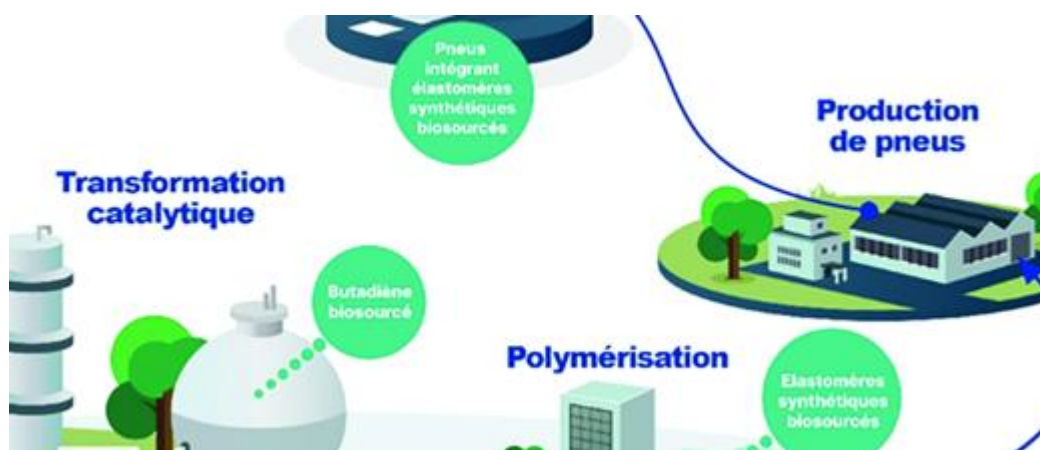 Pneus
intégrant
élastomères
synthétiques
biosourcés
Production
de pneus
Transformation
catalytique
Butadiène
biosourcé
Polymérisation
Elastomères
synthétiques
biosourcés